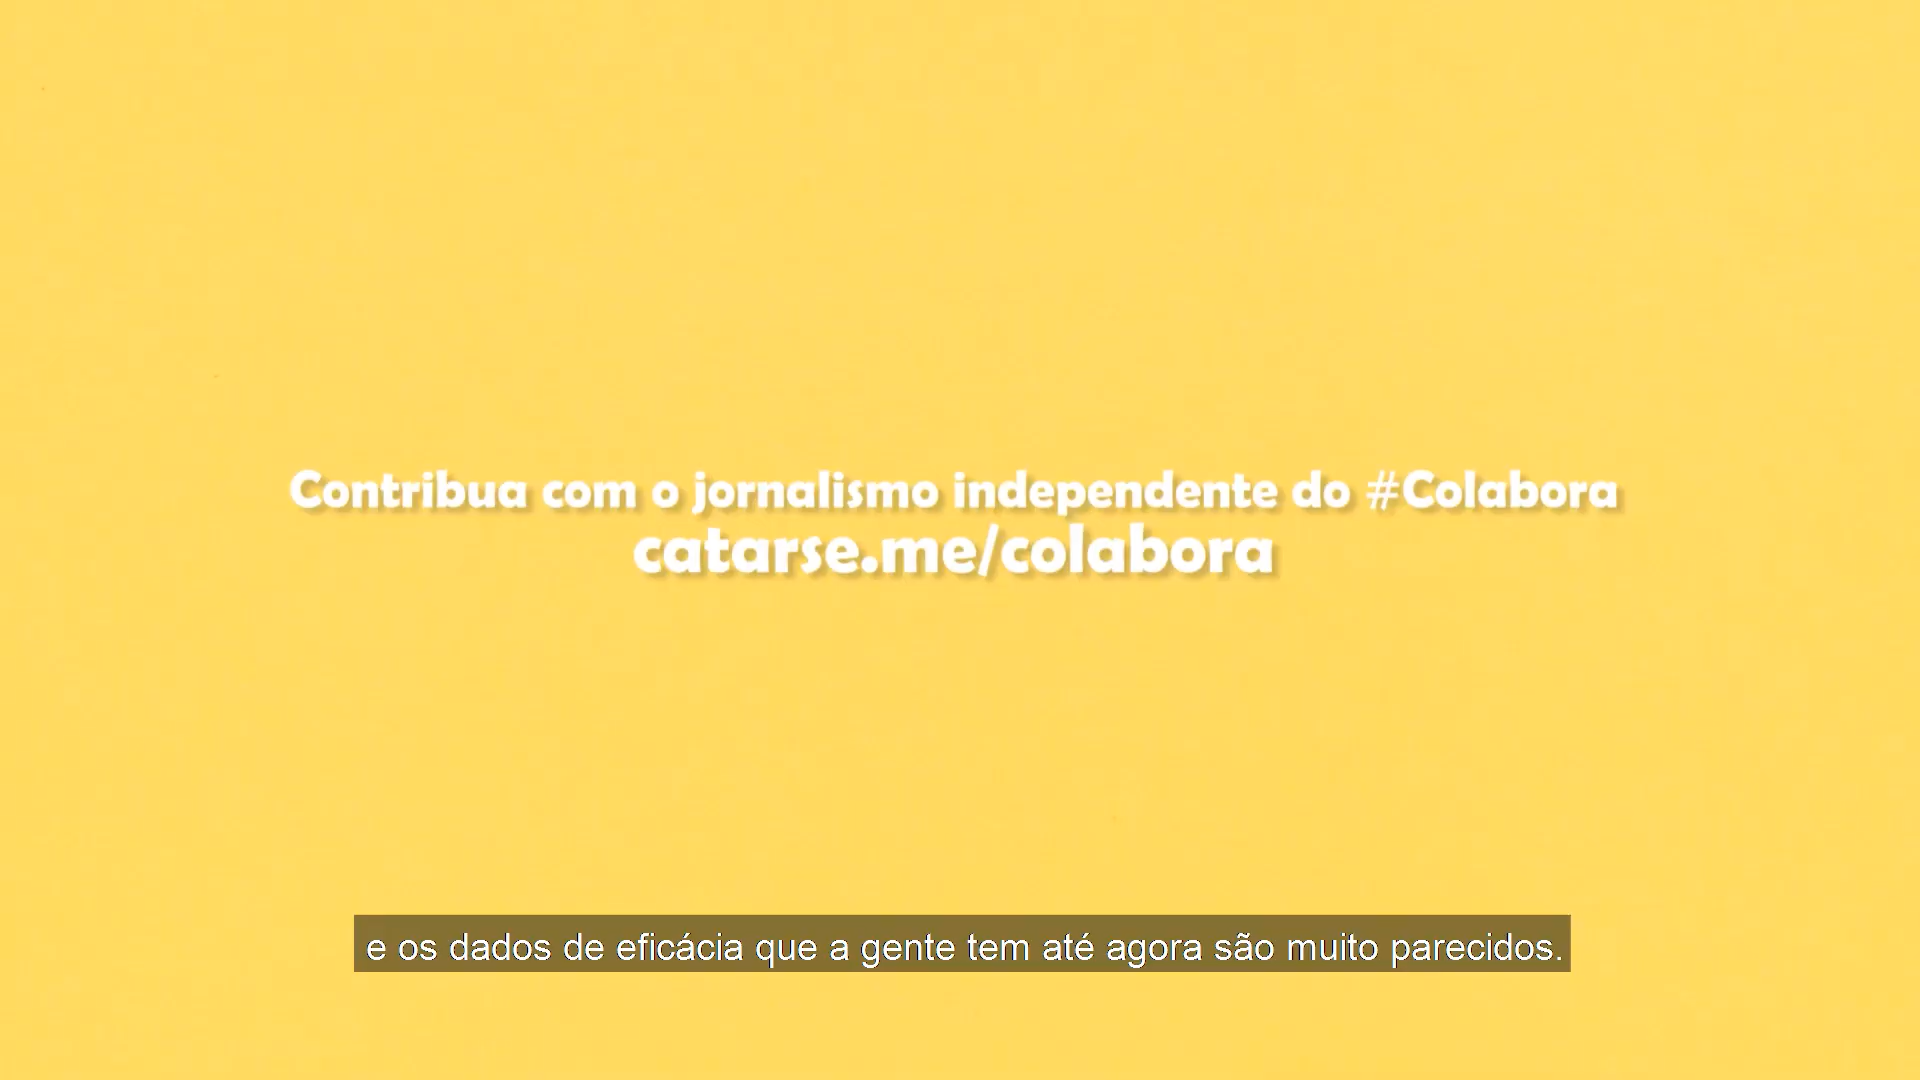 Contribua com o jornalismo independente do #Colabora
catarse.me/colabora
e os dados de eficácia que a gente tem até agora são muito parecidos.